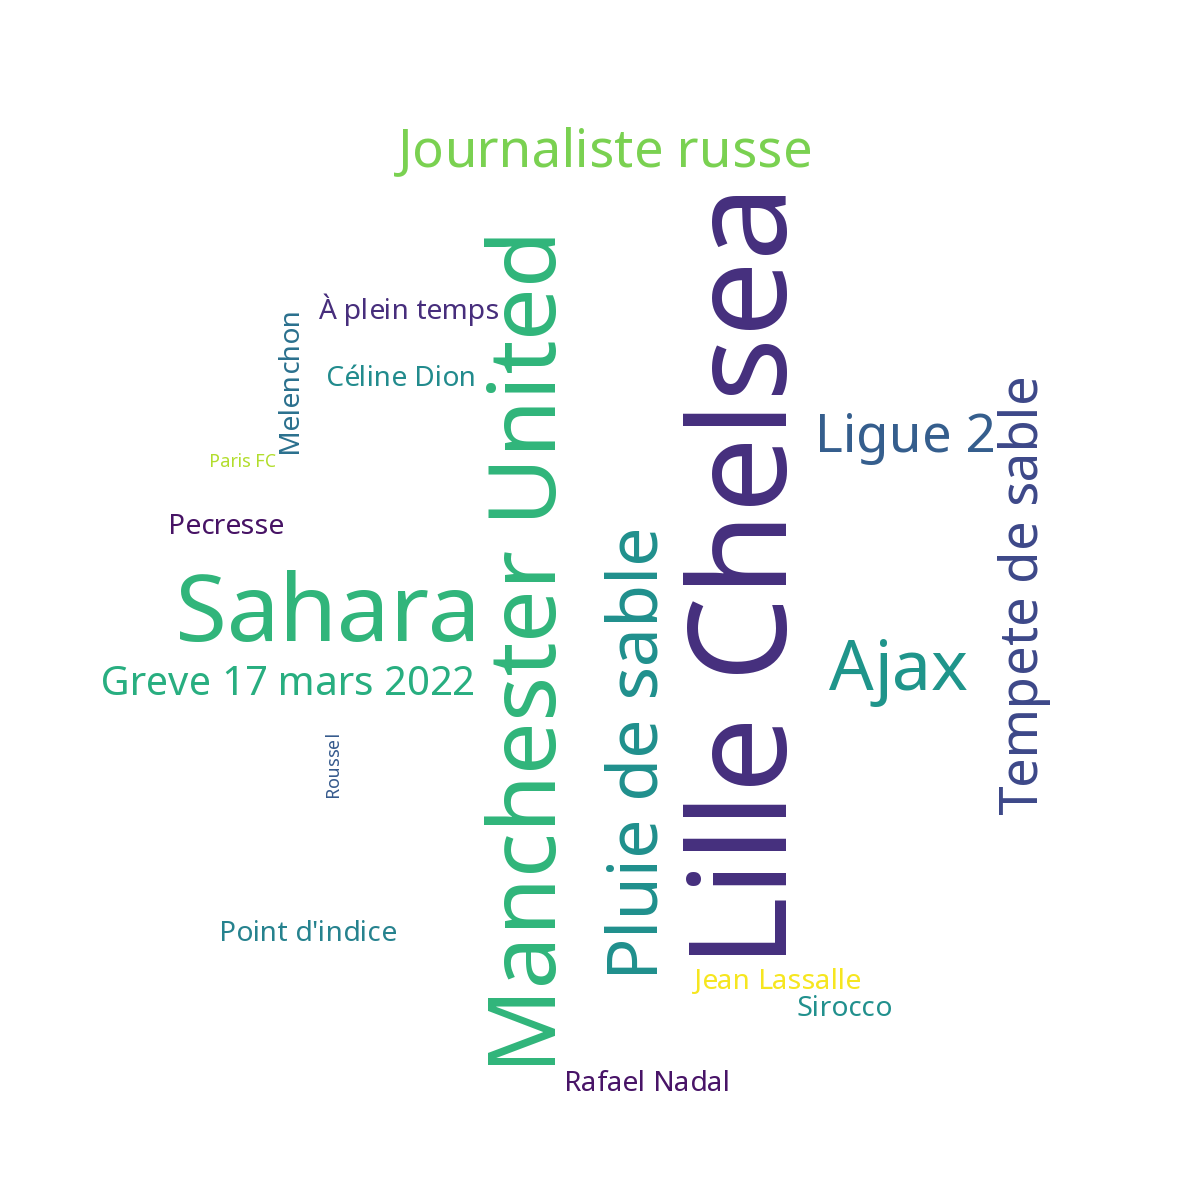 Journaliste russe
Lille Chelsea
Manchester United
À plein temps
Melenchon
Céline Dion
Ligue 2
Tempete de sable
Paris FC
Pecresse
Pluie de sable
Sahara
Ajax
Greve 17 mars 2022
Roussel
Point d'indice
Jean Lassalle
Sirocco
Rafael Nadal